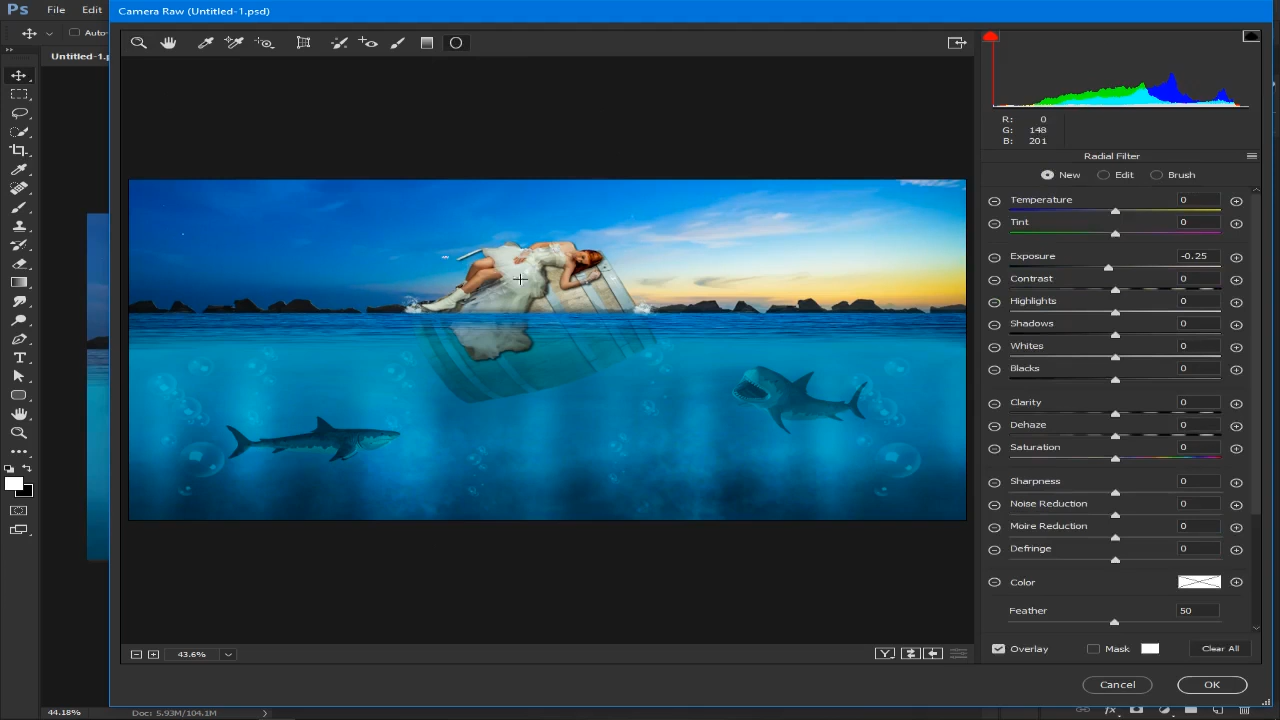 Ps File Edit
Camera Raw (Untitled-1.psd)
Auto-
Untitled-1.p
R: 0
G: 148
B: 201
Radial Filter
New Edit Brush
Temperature 0
Tint 0
Exposure -0.25
Contrast 0
Highlights 0
Shadows 0
Whites 0
Blacks 0
Clarity 0
Dehaze 0
Saturation 0
Sharpness 0
Noise Reduction 0
Moire Reduction 0
Defringe 0
Color
Feather 50
Overlay Mask Clear All
43.6% Y
Cancel OK
44.18% Doc: 5.93M/104.1M
fx